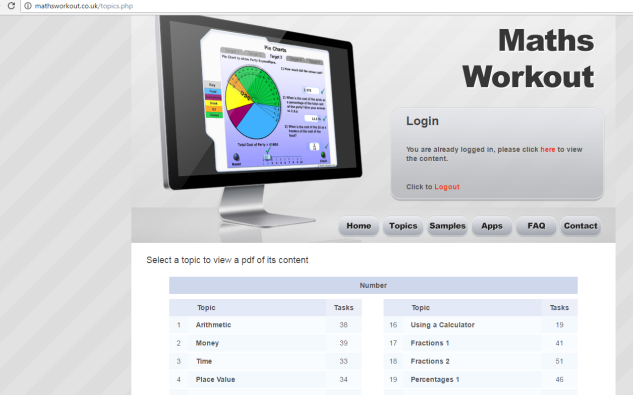 mathsworkout.co.uk/topics.php
Maths
Workout
Pie Charts
Target 2
Login
You are already logged in, please click here to view
the content.
Click to Logout
Home Topics Samples Apps FAQ Contact
Select a topic to view a pdf of its content
Number
Topic Tasks Topic Tasks
1 Arithmetic 38 16 Using a Calculator 19
2 Money 39 17 Fractions 1 41
3 Time 33 18 Fractions 2 51
4 Place Value 34 19 Percentages 1 46